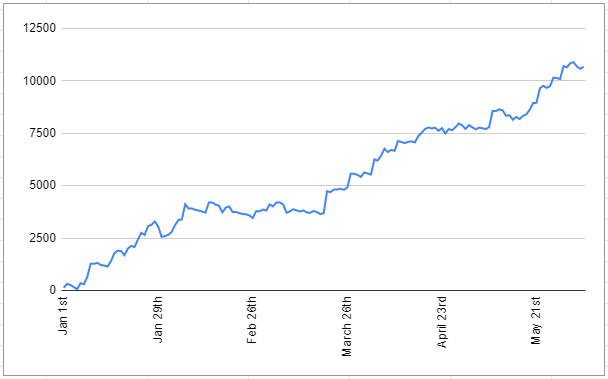 12500
10000
7500
5000
2500
0
Jan 1st
Jan 29th
Feb 26th
March 26th
April 23rd
May 21st